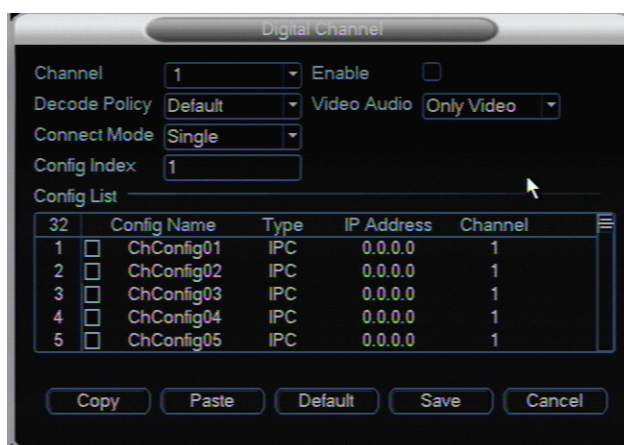 Digital Channel
Channel 1 Enable
Decode Policy Default Video Audio Only Video
Connect Mode Single
Config Index 1
Config List
32 Config Name Type IP Address Channel
1 ChConfig01 IPC 0.0.0.0 1
2 ChConfig02 IPC 0.0.0.0 1
3 ChConfig03 IPC 0.0.0.0 1
4 ChConfig04 IPC 0.0.0.0 1
5 ChConfig05 IPC 0.0.0.0 1
Copy Paste Default Save Cancel